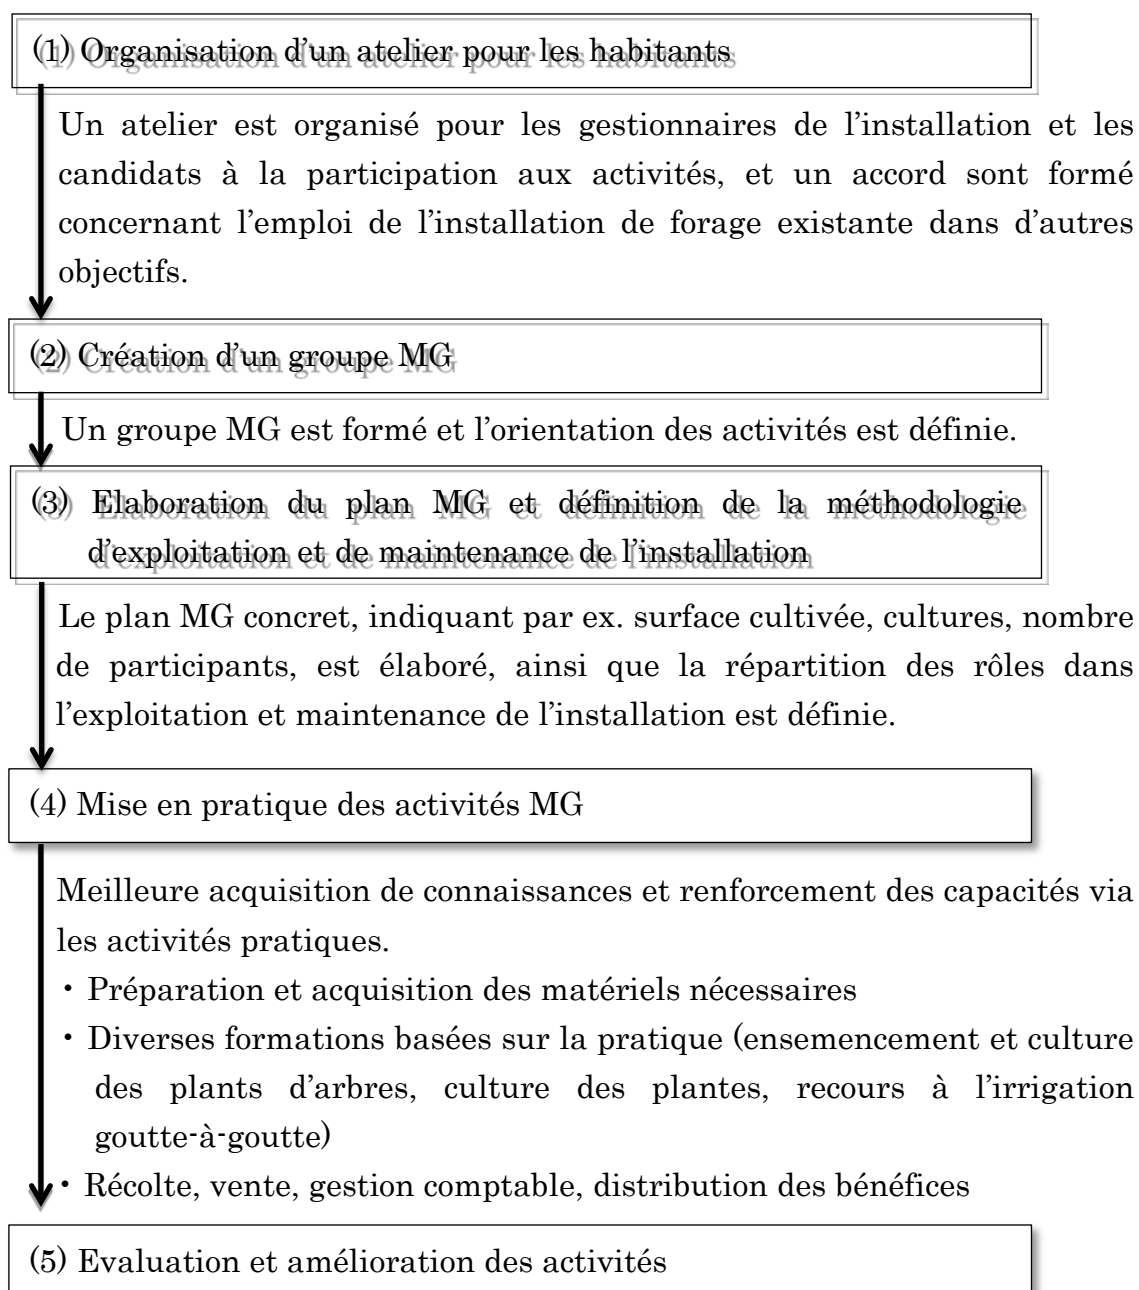 (1) Organisation d’un atelier pour les habitants
Un atelier est organisé pour les gestionnaires de l’installation et les
candidats à la participation aux activités, et un accord sont formé
concernant l’emploi de l’installation de forage existante dans d’autres
objectifs.
(2) Création d’un groupe MG
Un groupe MG est formé et l’orientation des activités est définie.
(3) Elaboration du plan MG et définition de la méthodologie
d’exploitation et de maintenance de l’installation
Le plan MG concret, indiquant par ex. surface cultivée, cultures, nombre
de participants, est élaboré, ainsi que la répartition des rôles dans
l’exploitation et maintenance de l’installation est définie.
(4) Mise en pratique des activités MG
Meilleure acquisition de connaissances et renforcement des capacités via
les activités pratiques.
・Préparation et acquisition des matériels nécessaires
・Diverses formations basées sur la pratique (ensemencement et culture
des plants d’arbres, culture des plantes, recours à l’irrigation
goutte-à-goutte)
・Récolte, vente, gestion comptable, distribution des bénéfices
(5) Evaluation et amélioration des activités